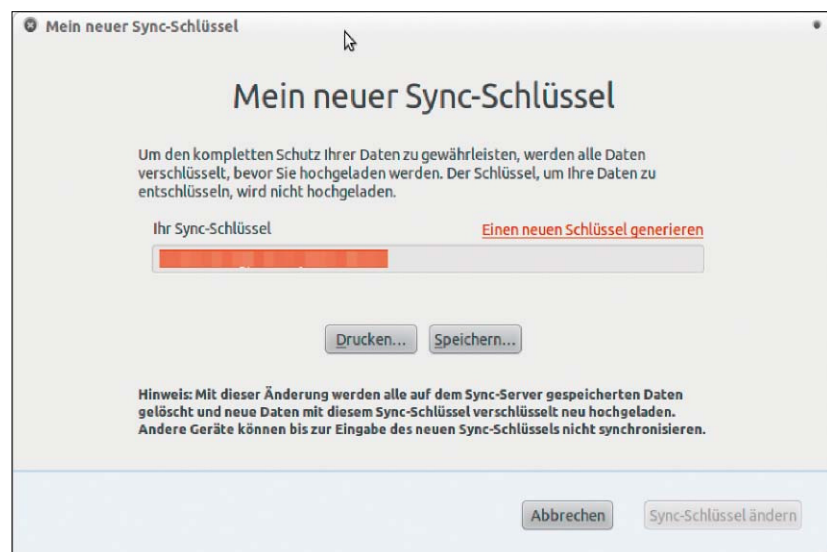 Mein neuer Sync-Schlüssel
Mein neuer Sync-Schlüssel
Um den kompletten Schutz Ihrer Daten zu gewährleisten, werden alle Daten
verschlüsselt, bevor Sie hochgeladen werden. Der Schlüssel, um Ihre Daten zu
entschlüsseln, wird nicht hochgeladen.
Ihr Sync-Schlüssel Einen neuen Schlüssel generieren
Drucken... Speichern...
Hinweis: Mit dieser Änderung werden alle auf dem Sync-Server gespeicherten Daten
gelöscht und neue Daten mit diesem Sync-Schlüssel verschlüsselt neu hochgeladen.
Andere Geräte können bis zur Eingabe des neuen Sync-Schlüssels nicht synchronisieren.
Abbrechen Sync-Schlüssel ändern